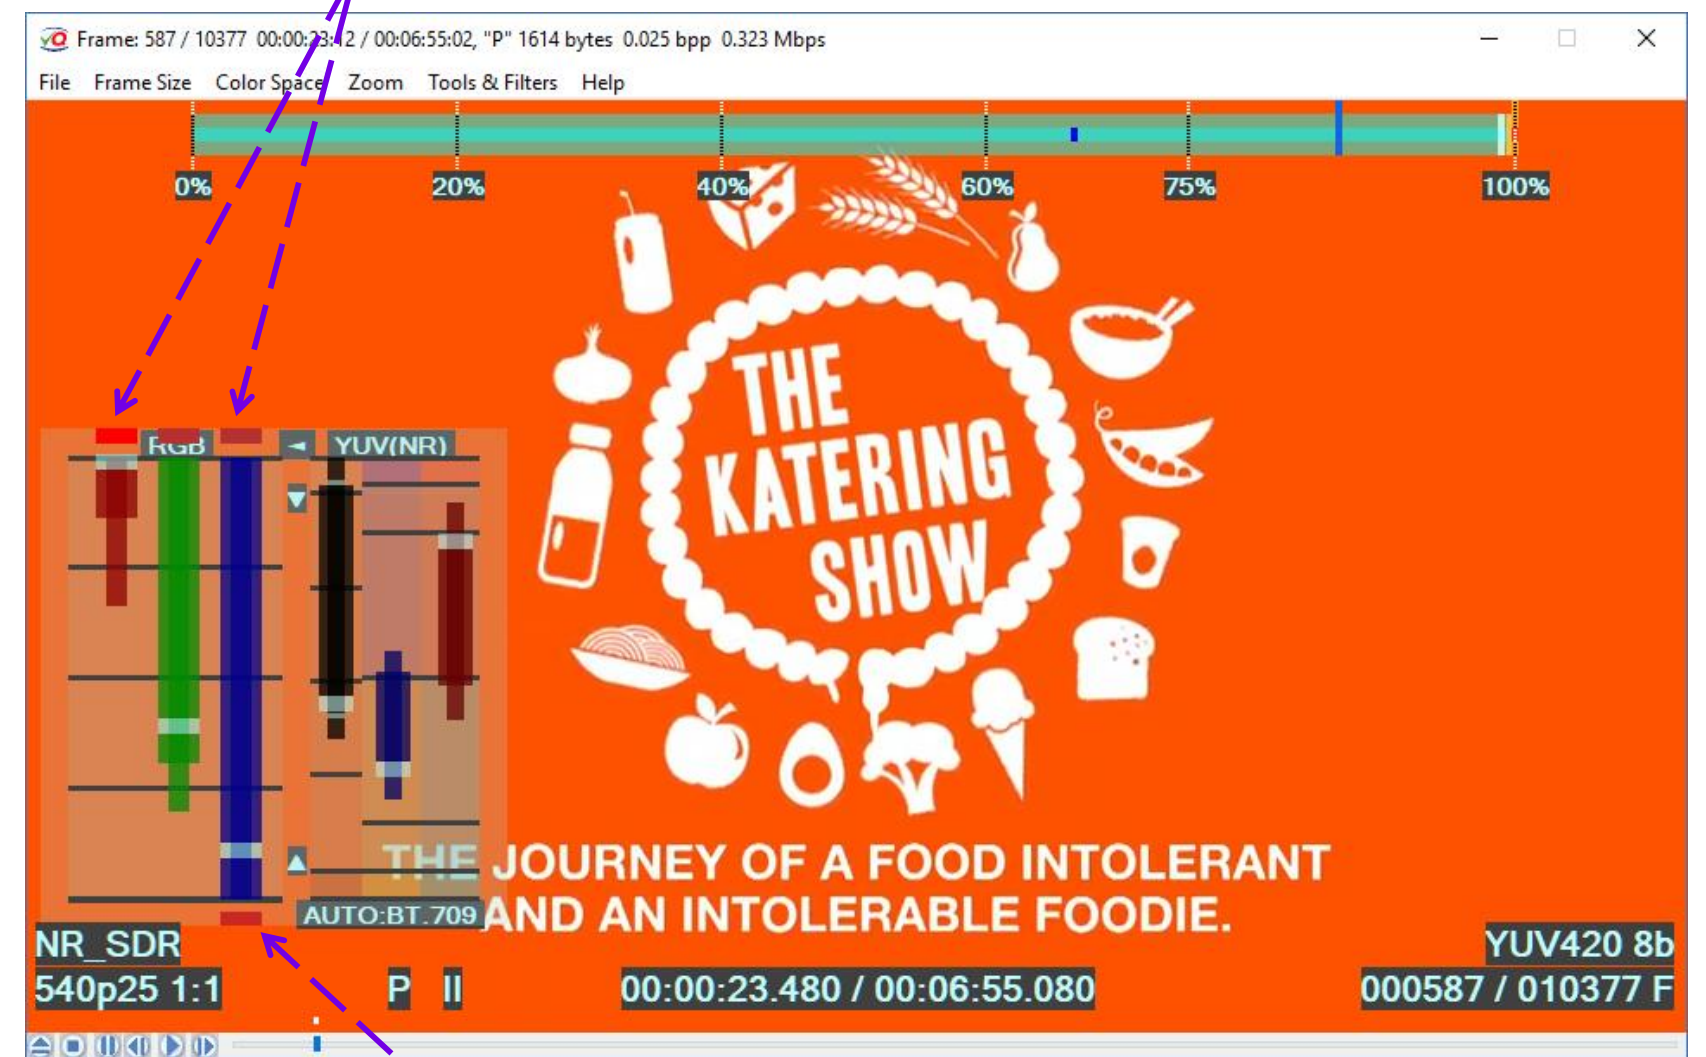 Frame: 587 / 10377 00:00:23:12 / 00:06:55:02, "P" 1614 bytes 0.025 bpp 0.323 Mbps
File Frame Size Color Space Zoom Tools & Filters Help
0% 20% 40% 60% 75% 100%
THE
KATERING
SHOW
RGB YUV(NR)
THE JOURNEY OF A FOOD INTOLERANT
AND AN INTOLERABLE FOODIE.
AUTO:BT.709
NR_SDR YUV420 8b
540p25 1:1 P II 00:00:23.480 / 00:06:55.080 000587 / 010377 F